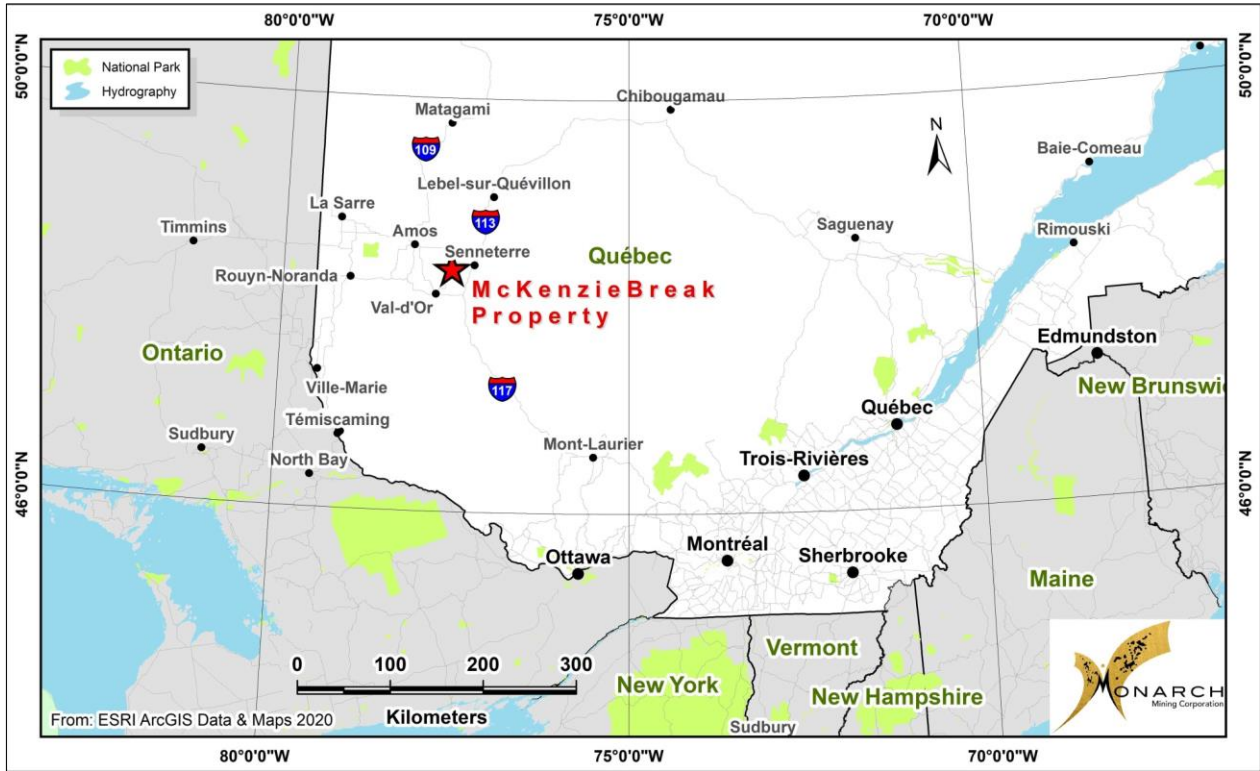 80°0'0"W
75°0'0"W
70°0'0"W
50°0'0"N
50°0'0"N
National Park
Hydrography
Chibougamau
Matagami
109
N
Baie-Comeau
Lebel-sur-Quévillon
La Sarre
113
Timmins
Amos
Saguenay
Rimouski
Senneterre
Québec
Rouyn-Noranda
McKenzieBreak
Property
Val-d'Or
Edmundston
Ontario
Ville-Marie
117
New Brunswi
Témiscaming
Québec
Sudbury
Mont-Laurier
Trois-Rivières
North Bay
46°0'0"N
46°0'0"N
Ottawa
Montréal
Sherbrooke
Maine
Vermont
0 100 200 300
New York
New Hampshire
MONARCH
Mining Corporation
From: ESRI ArcGIS Data & Maps 2020
Kilometers
Sudbury
80°0'0"W
75°0'0"W
70°0'0"W